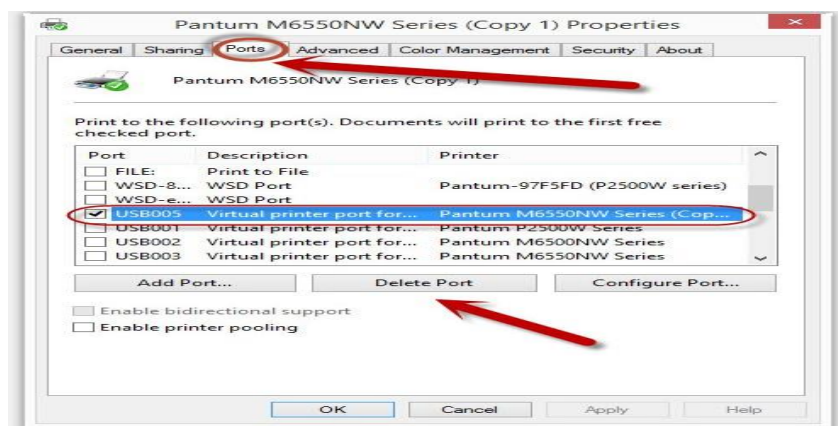 Pantum M6550NW Series (Copy 1) Properties
×
General Sharing Ports Advanced Color Management Security About
Pantum M6550NW Series (Copy 1)
Print to the following port(s). Documents will print to the first free
checked port.
Port Description Printer
FILE: Print to File
WSD-8... WSD Port Pantum-97F5FD (P2500W series)
WSD-e... WSD Port
USB005 Virtual printer port for... Pantum M6550NW Series (Cop...
USB001 Virtual printer port for... Pantum P2500W Series
USB002 Virtual printer port for... Pantum M6500NW Series
USB003 Virtual printer port for... Pantum M6550NW Series
Add Port... Delete Port Configure Port...
Enable bidirectional support
Enable printer pooling
OK Cancel Apply Help